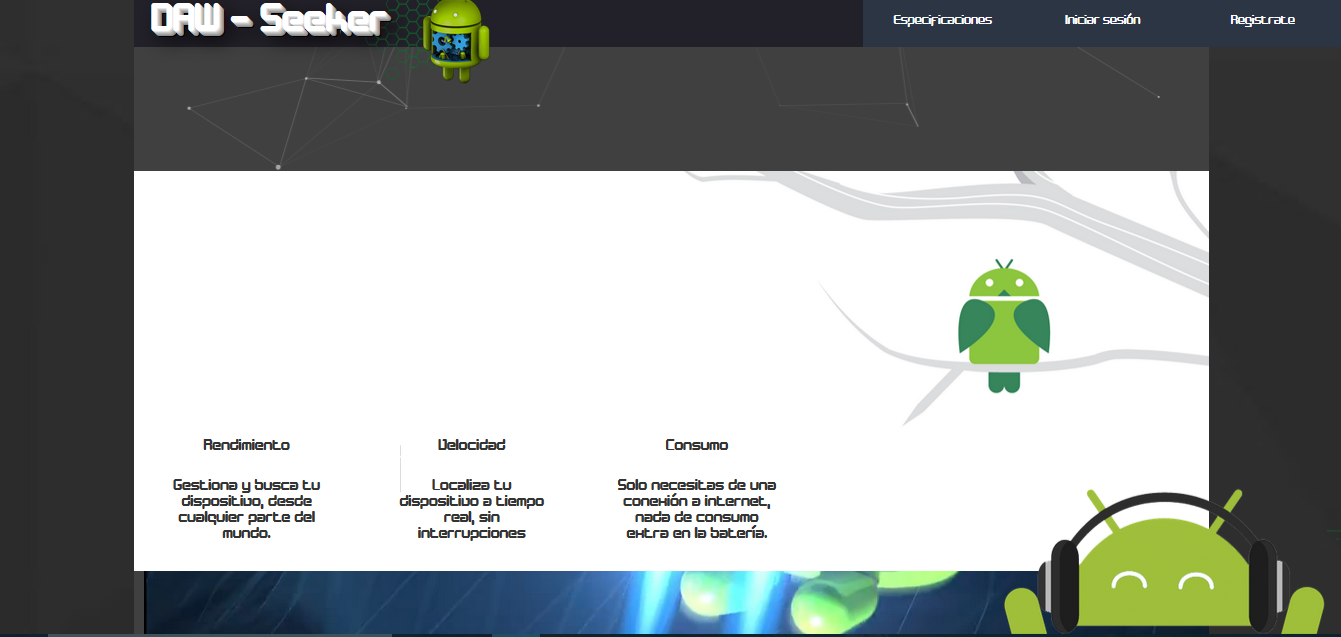 DAW - Seeker
Especificaciones
Iniciar sesión
Registrate
Rendimiento
Gestiona y busca tu
dispositivo, desde
cualquier parte del
mundo.
Velocidad
Localiza tu
dispositivo a tiempo
real, sin
interrupciones
Consumo
Solo necesitas de una
conexión a internet,
nada de consumo
extra en la batería.